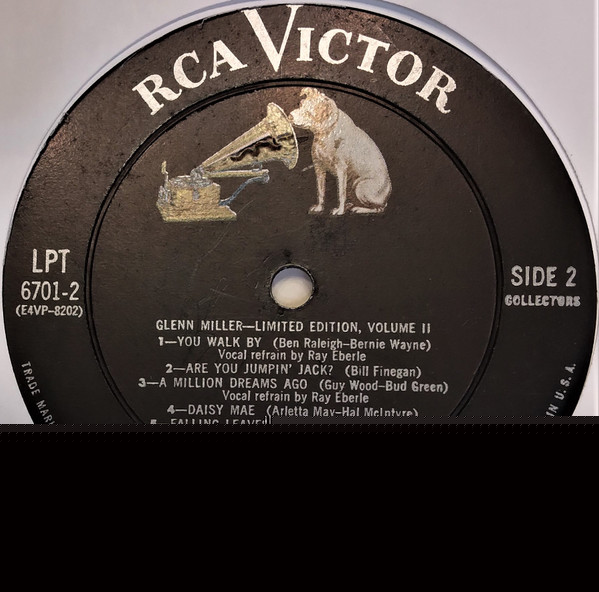 RCA VICTOR
LPT
6701-2
(E4VP-8202)
SIDE 2
COLLECTORS
GLENN MILLER—LIMITED EDITION, VOLUME II
1—YOU WALK BY (Ben Raleigh-Bernie Wayne)
Vocal refrain by Ray Eberle
2—ARE YOU JUMPIN' JACK? (Bill Finegan)
3—A MILLION DREAMS AGO (Guy Wood-Bud Green)
Vocal refrain by Ray Eberle
4—DAISY MAE (Arletta May-Hal McIntyre)
5—FALLING
TRADE
IN U.S.A.